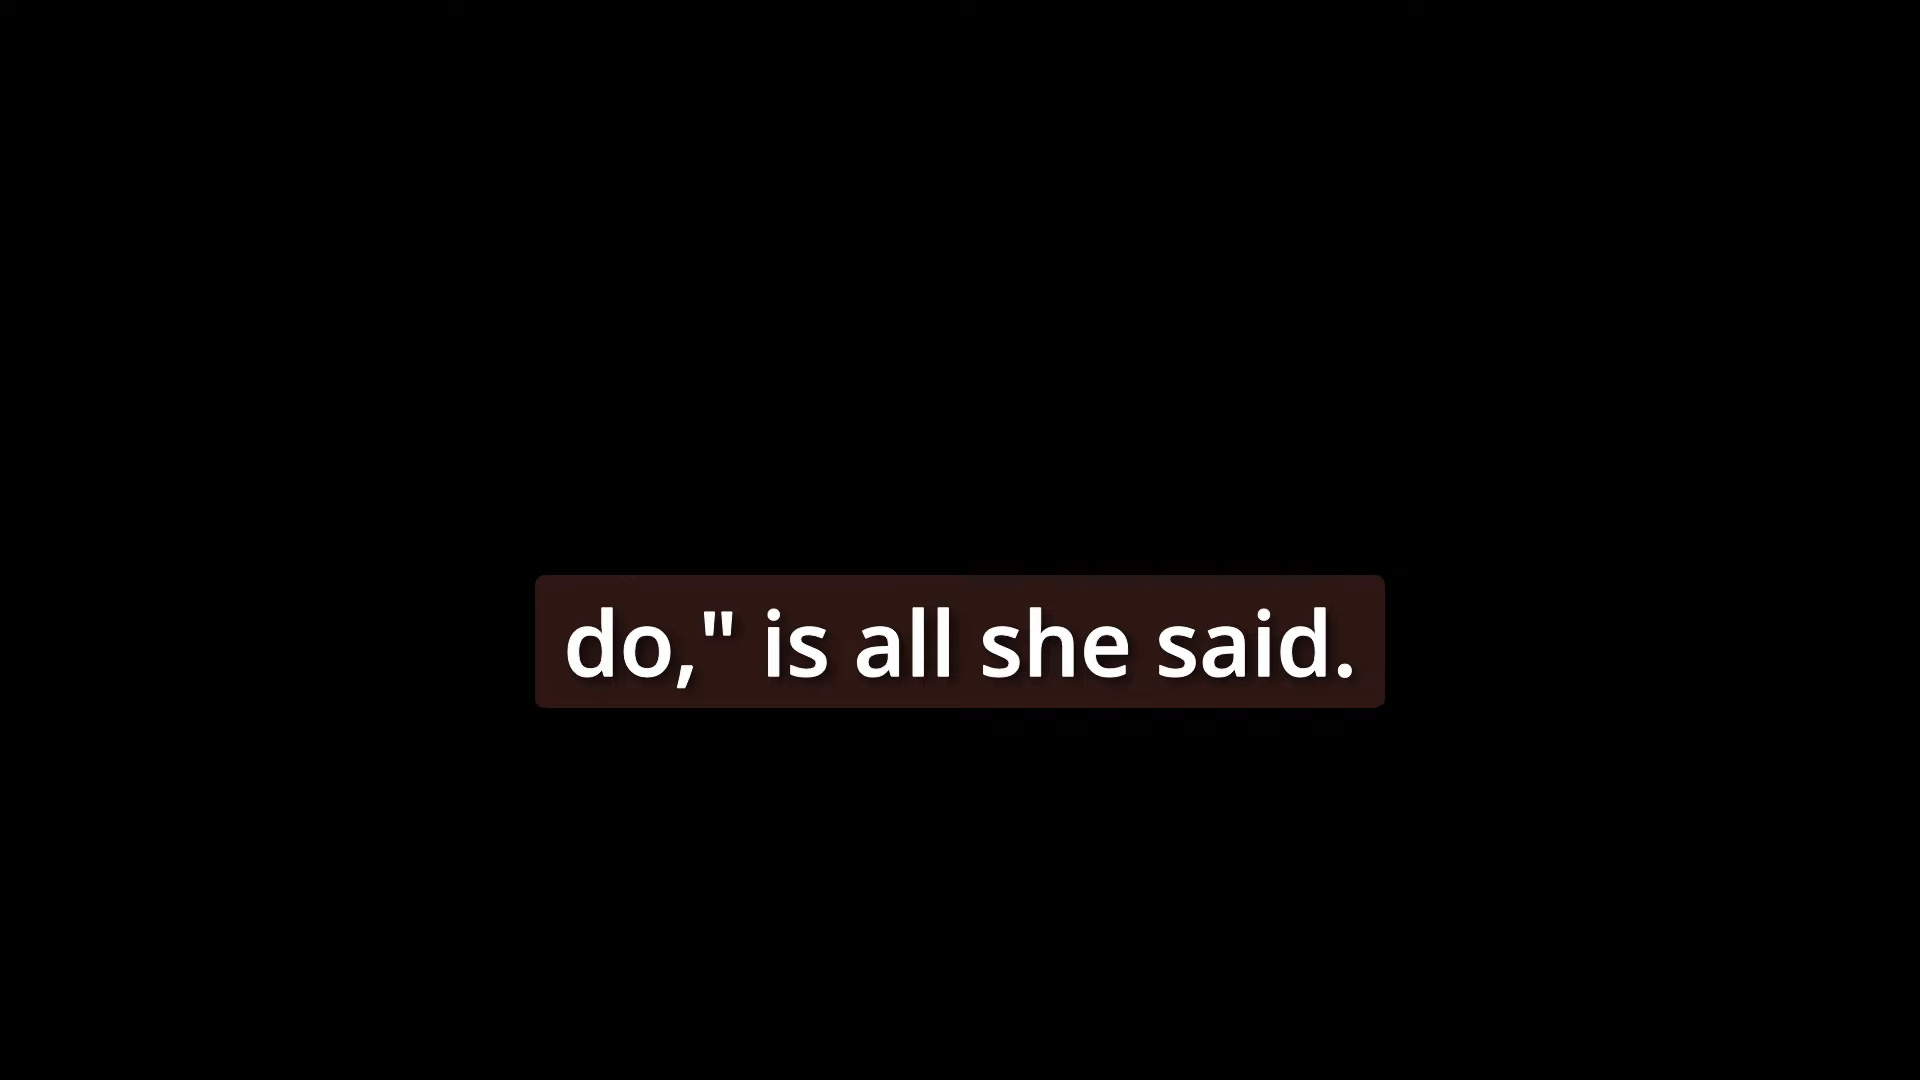 do," is all she said.